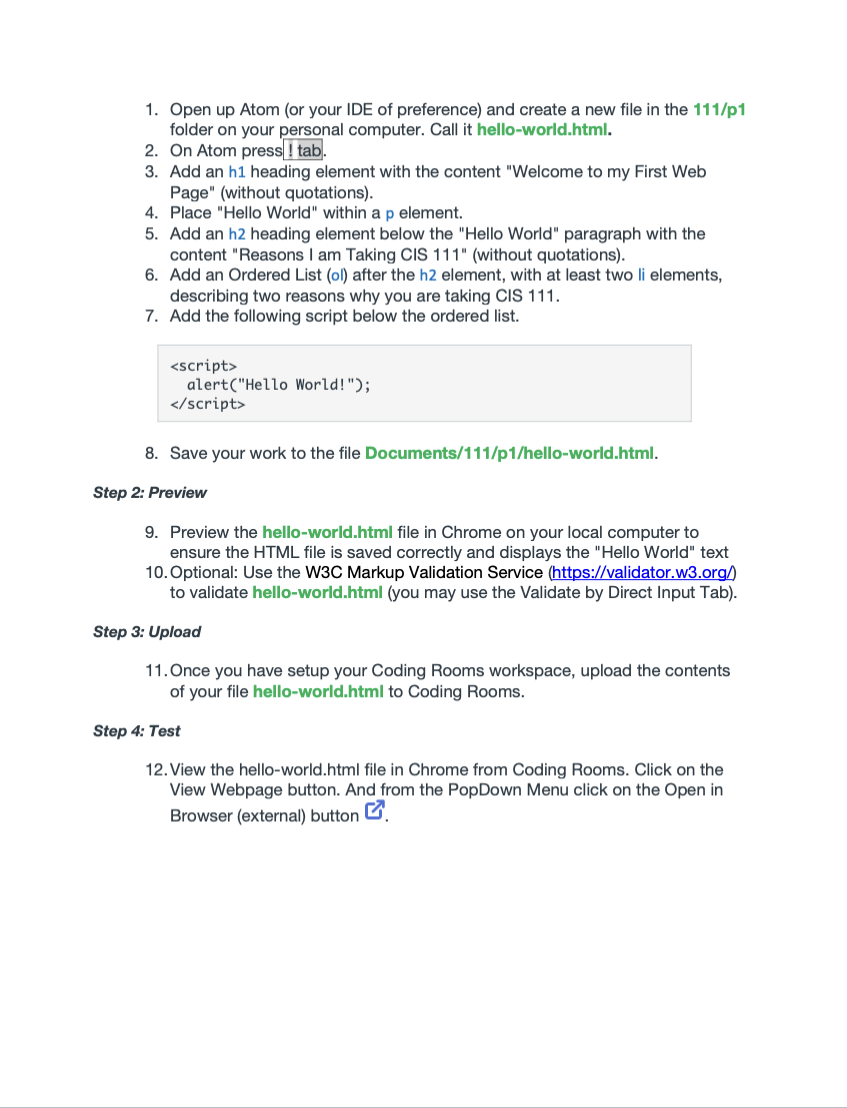 1. Open up Atom (or your IDE of preference) and create a new file in the 111/p1
folder on your personal computer. Call it hello-world.html.
2. On Atom press ! tab.
3. Add an h1 heading element with the content "Welcome to my First Web
Page" (without quotations).
4. Place "Hello World" within a p element.
5. Add an h2 heading element below the "Hello World" paragraph with the
content "Reasons I am Taking CIS 111" (without quotations).
6. Add an Ordered List (ol) after the h2 element, with at least two li elements,
describing two reasons why you are taking CIS 111.
7. Add the following script below the ordered list.
<script>
alert("Hello World!");
</script>
8. Save your work to the file Documents/111/p1/hello-world.html.
Step 2: Preview
9. Preview the hello-world.html file in Chrome on your local computer to
ensure the HTML file is saved correctly and displays the "Hello World" text
10. Optional: Use the W3C Markup Validation Service (https://validator.w3.org/)
to validate hello-world.html (you may use the Validate by Direct Input Tab).
Step 3: Upload
11. Once you have setup your Coding Rooms workspace, upload the contents
of your file hello-world.html to Coding Rooms.
Step 4: Test
12. View the hello-world.html file in Chrome from Coding Rooms. Click on the
View Webpage button. And from the PopDown Menu click on the Open in
Browser (external) button .